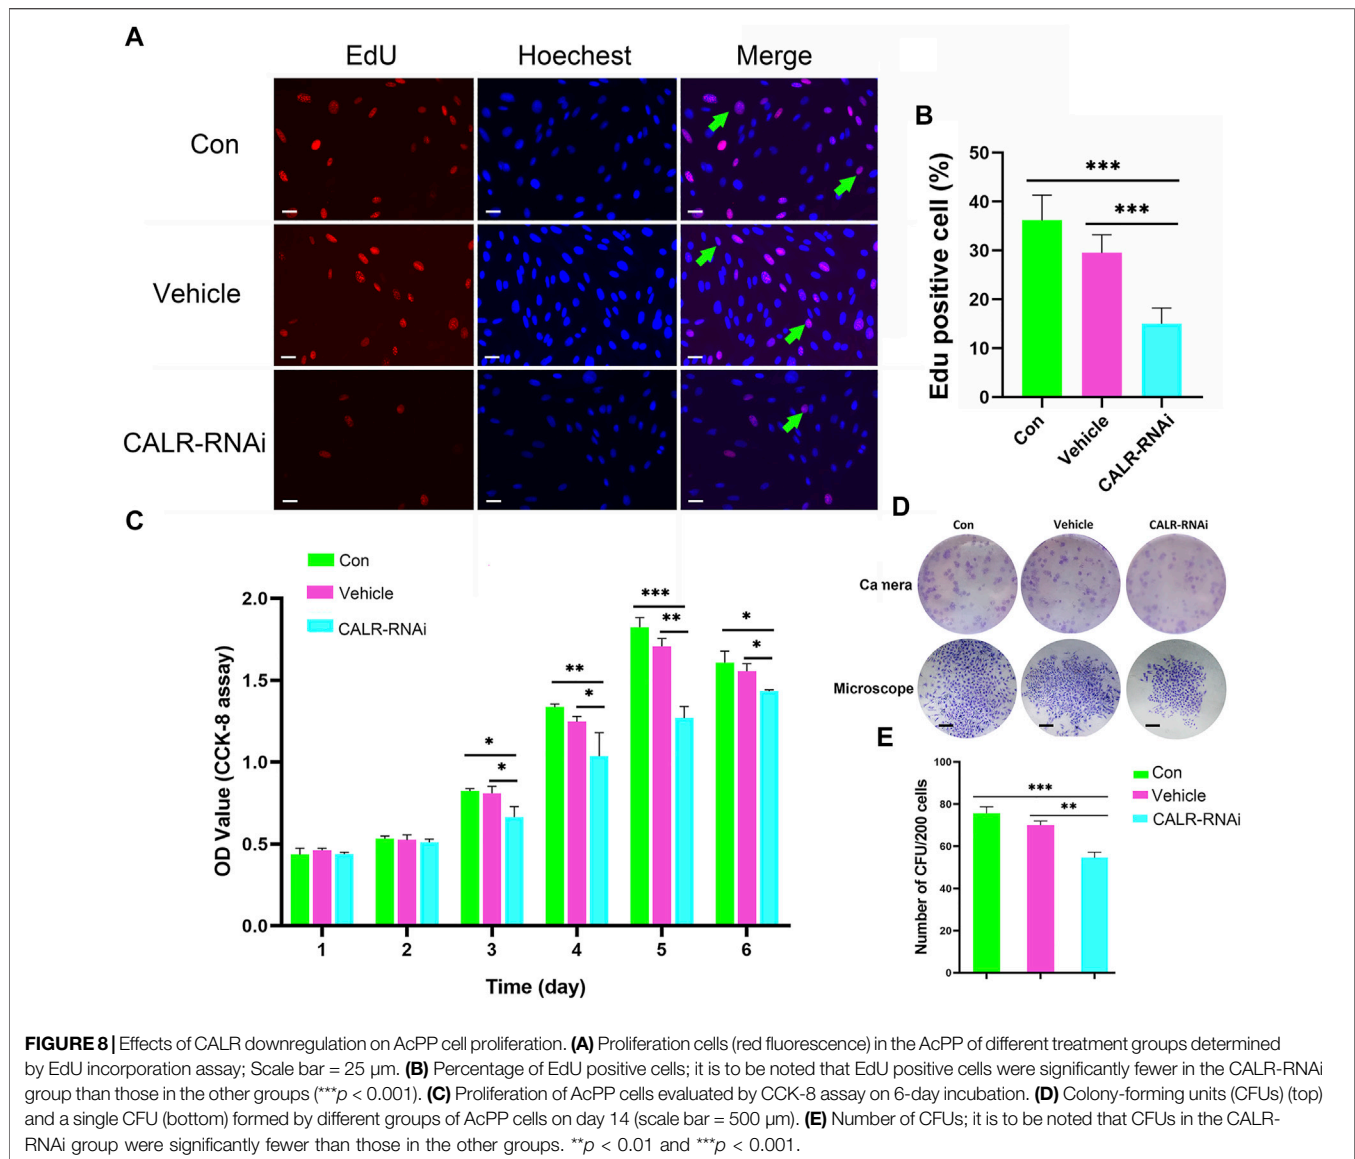 A
EdU Hoechest Merge
Con
Vehicle
CALR-RNAi
B
Edu positive cell (%)
50
40
30
20
10
0
***
***
Con Vehicle CALR-RNAi
C
Con
Vehicle
CALR-RNAi
OD Value (CCK-8 assay)
2.0
1.5
1.0
0.5
0.0
*
*
**
*
***
**
*
*
1 2 3 4 5 6
Time (day)
D
Con Vehicle CALR-RNAi
Camera
Microscope
E
Number of CFU/200 cells
100
80
60
40
20
0
***
**
Con
Vehicle
CALR-RNAi
FIGURE 8 | Effects of CALR downregulation on AcPP cell proliferation. (A) Proliferation cells (red fluorescence) in the AcPP of different treatment groups determined
by EdU incorporation assay; Scale bar = 25 µm. (B) Percentage of EdU positive cells; it is to be noted that EdU positive cells were significantly fewer in the CALR-RNAi
group than those in the other groups (***p < 0.001). (C) Proliferation of AcPP cells evaluated by CCK-8 assay on 6-day incubation. (D) Colony-forming units (CFUs) (top)
and a single CFU (bottom) formed by different groups of AcPP cells on day 14 (scale bar = 500 µm). (E) Number of CFUs; it is to be noted that CFUs in the CALR-
RNAi group were significantly fewer than those in the other groups. **p < 0.01 and ***p < 0.001.